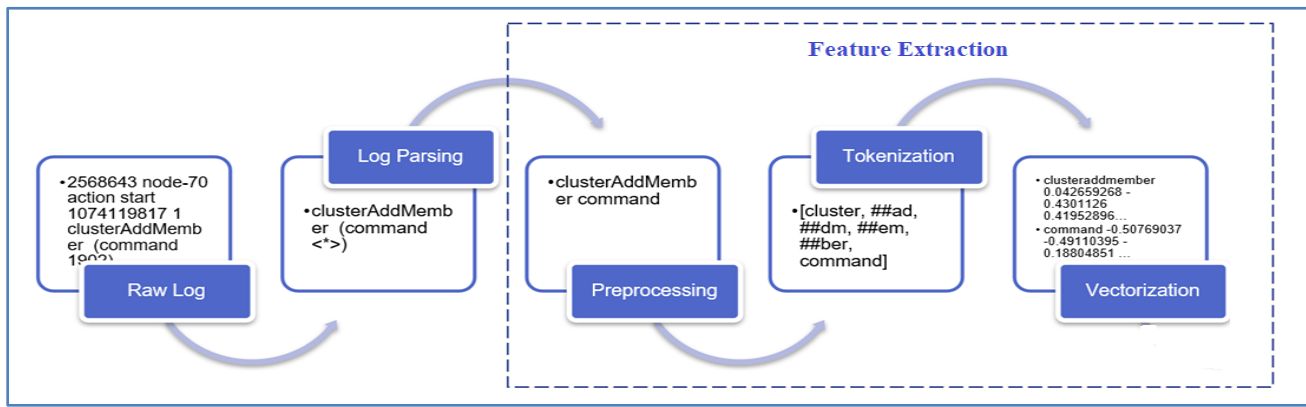 Feature Extraction
•2568643 node-70
action start
1074119817 1
clusterAddMemb
er (command
1902)
Raw Log
Log Parsing
•clusterAddMemb
er (command
<*>)
•clusterAddMemb
er command
Preprocessing
Tokenization
•[cluster, ##ad,
##dm, ##em,
##ber,
command]
• clusteraddmember
0.042659268 -
0.4301126
0.41952896...
• command -0.50769037
-0.49110395 -
0.18804851 ...
Vectorization